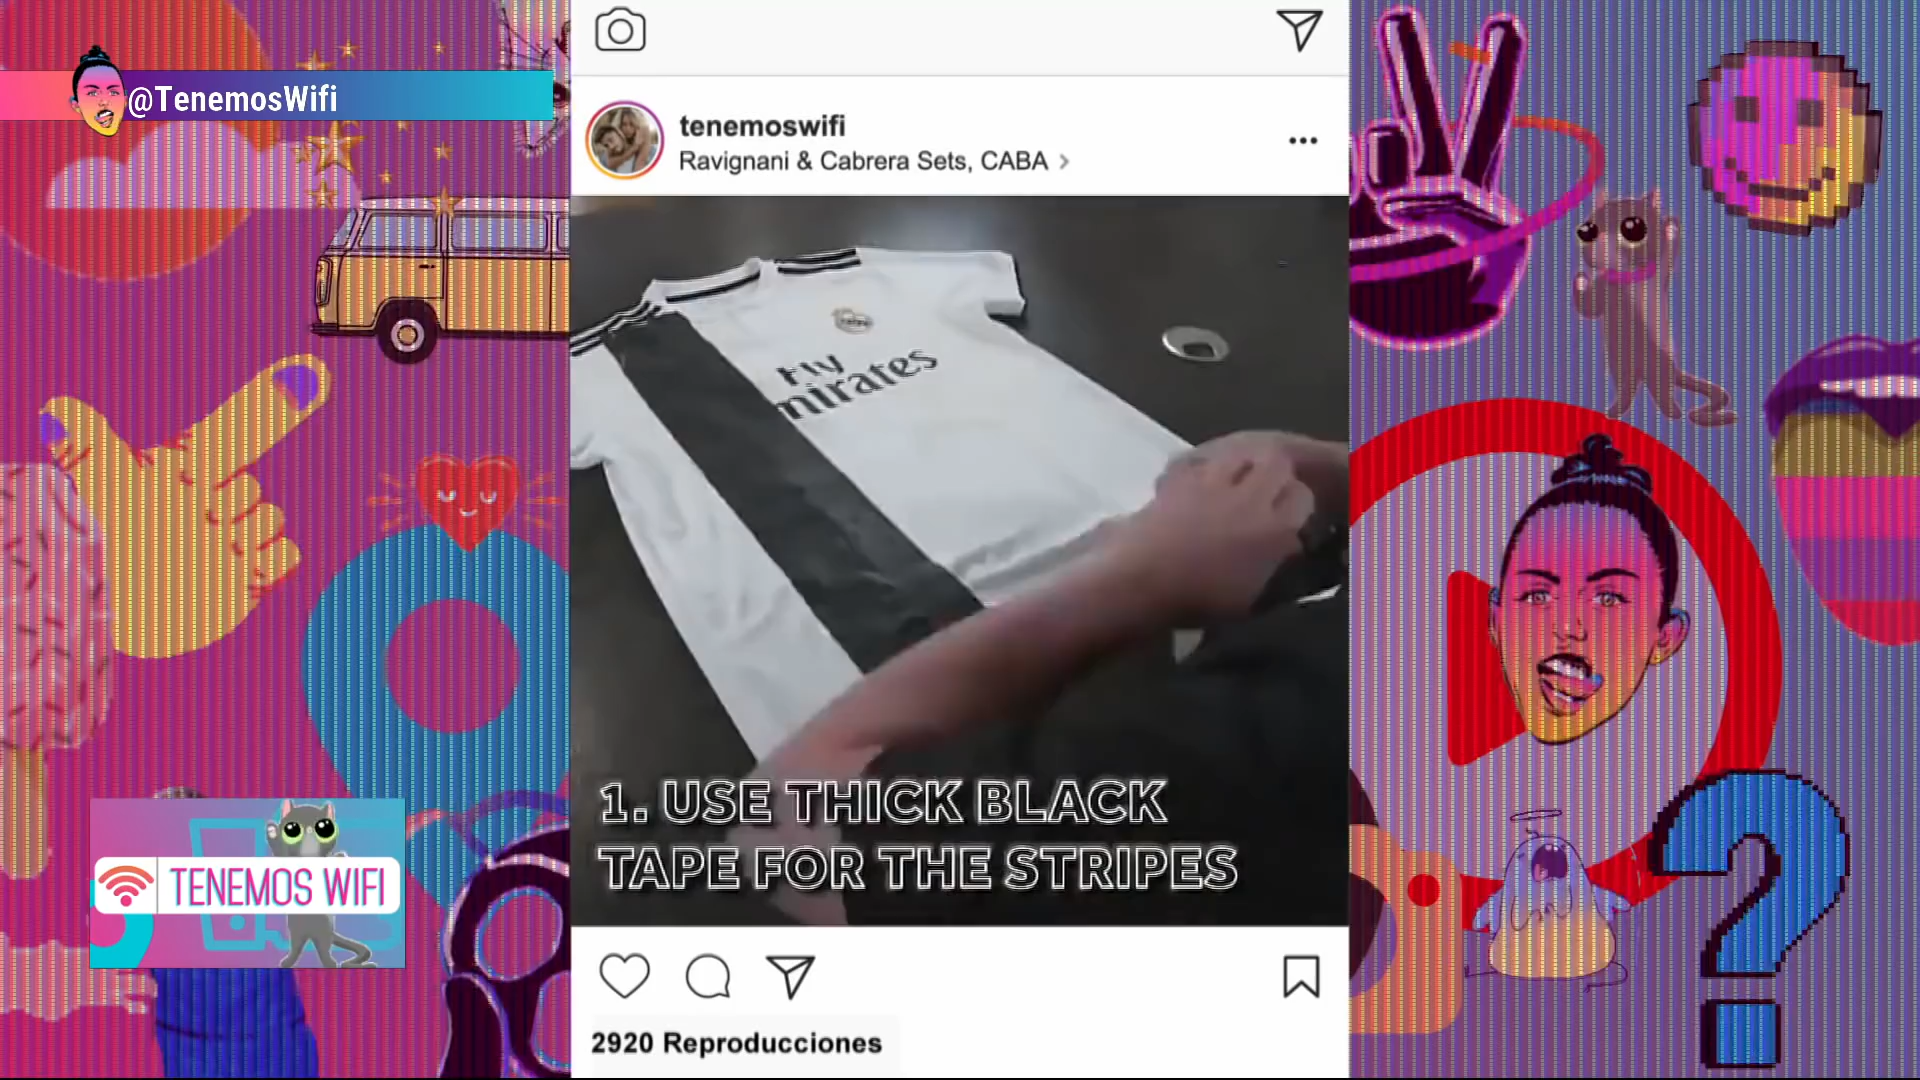 @TenemosWifi
tenemoswifi
Ravignani & Cabrera Sets, CABA >
Fly
mirates
1. USE THICK BLACK
TAPE FOR THE STRIPES
TENEMOS WIFI
2920 Reproducciones